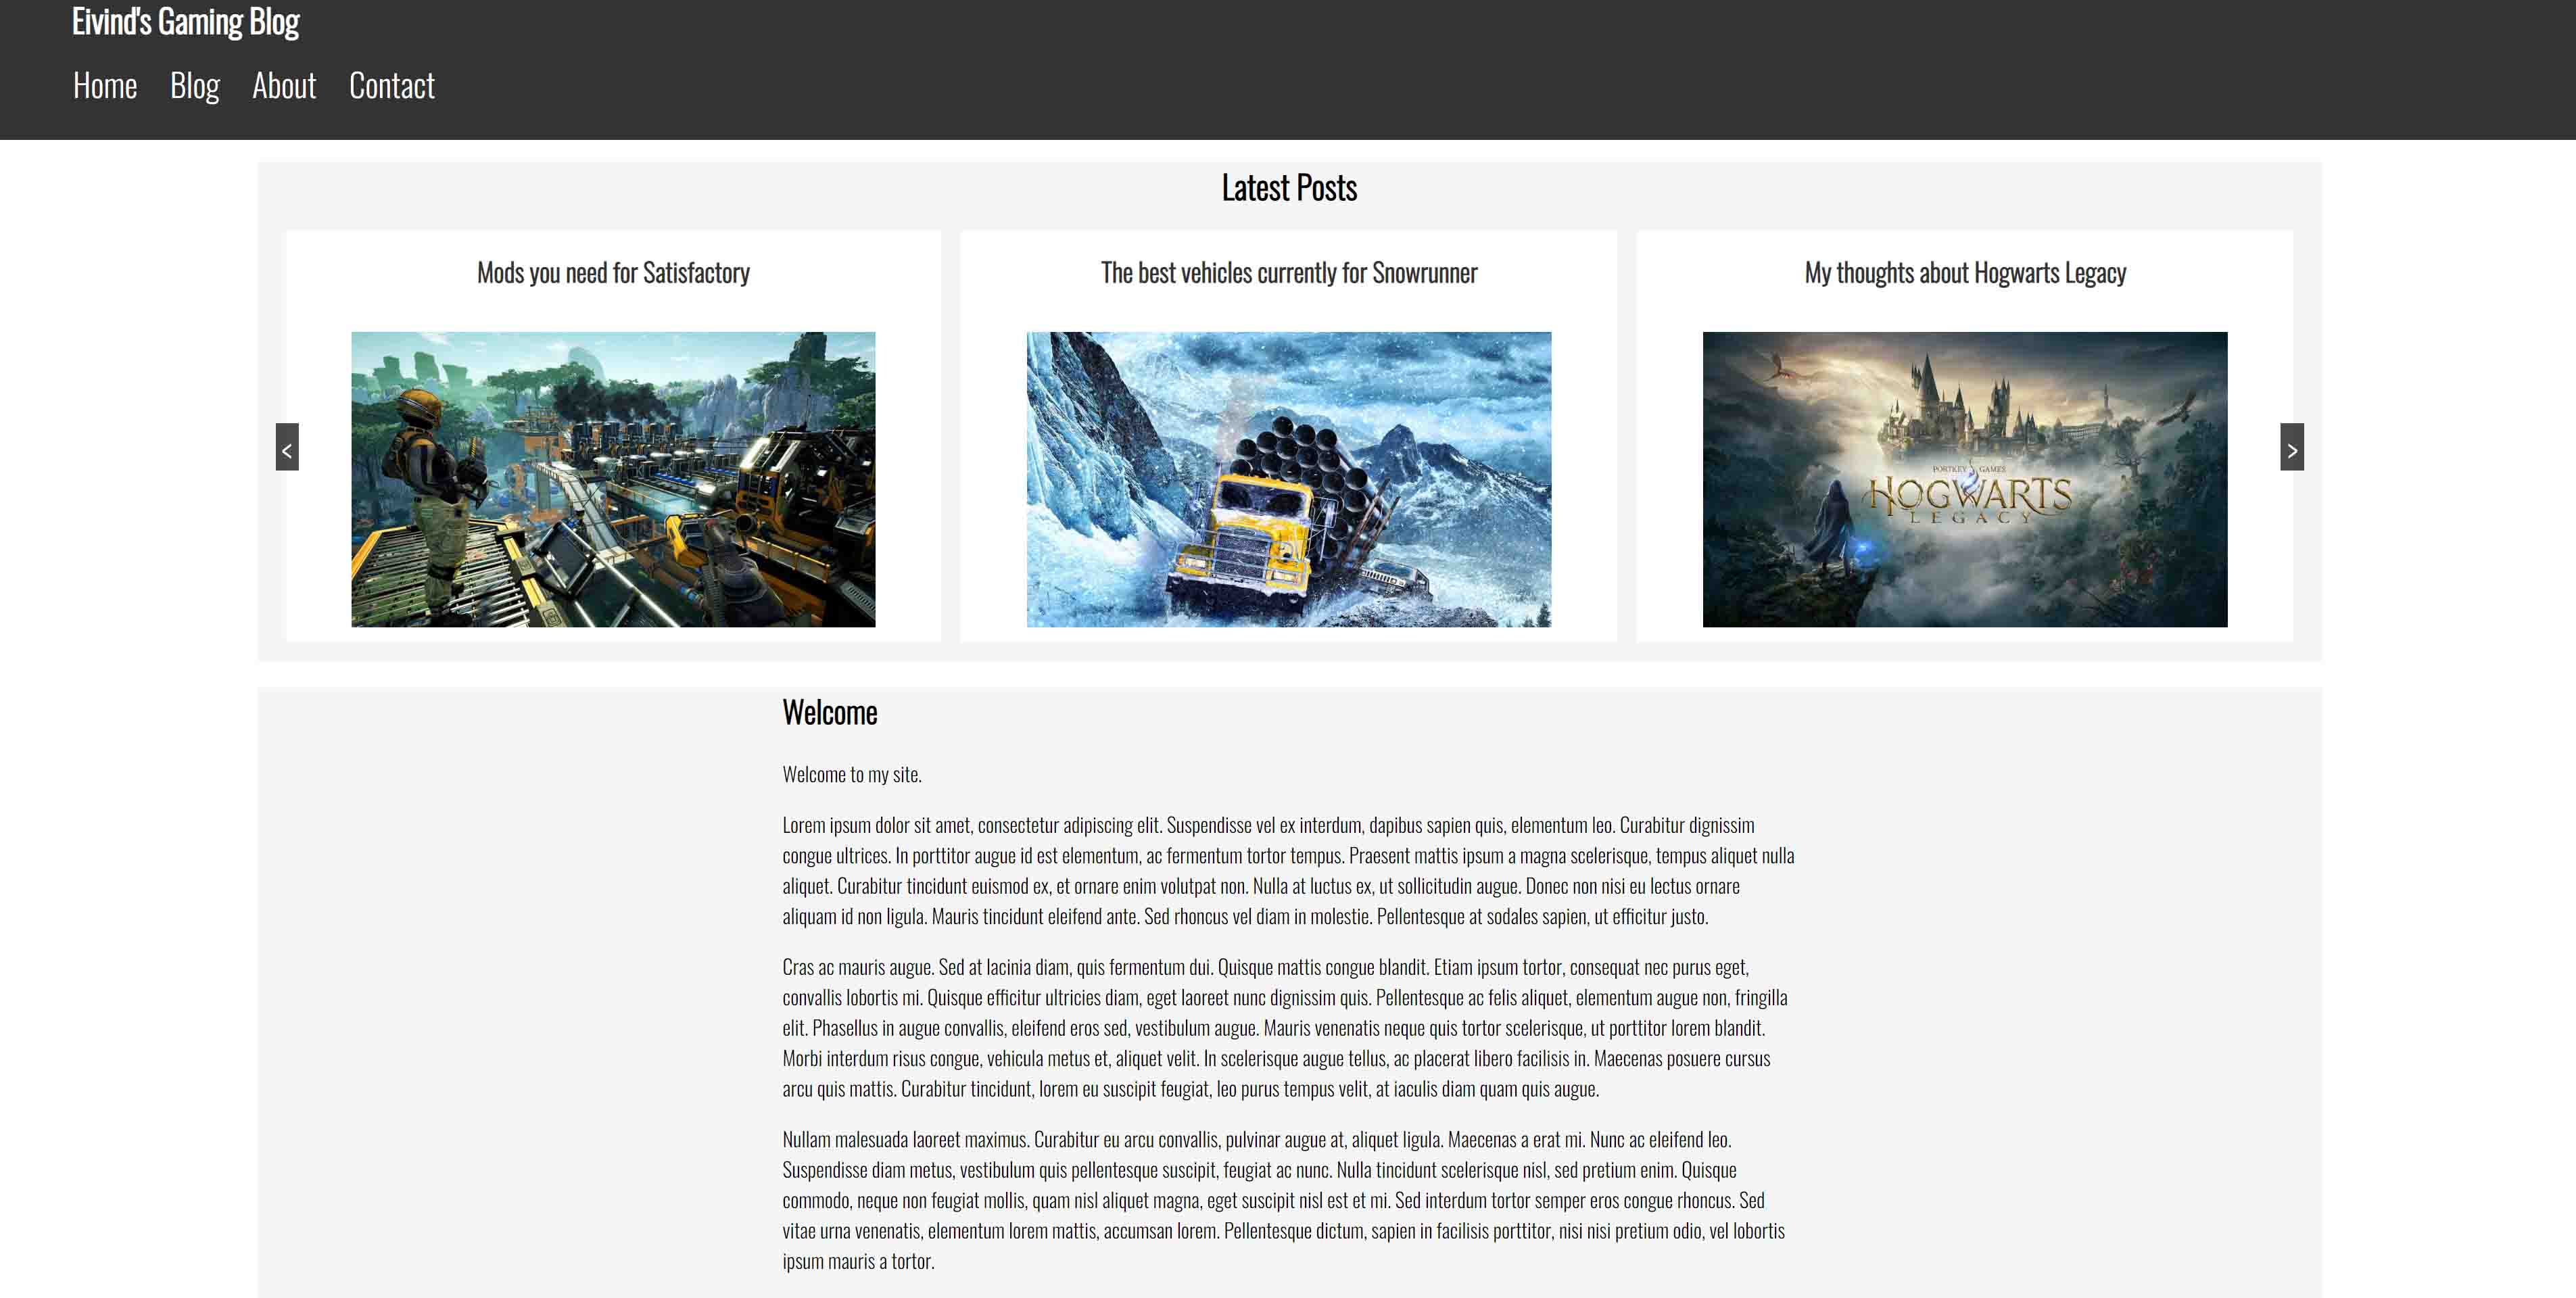 Eivind's Gaming Blog
Home Blog About Contact
Latest Posts
Mods you need for Satisfactory
The best vehicles currently for Snowrunner
My thoughts about Hogwarts Legacy
PORTKEY GAMES
HOGWARTS
LEGACY
<
>
Welcome
Welcome to my site.
Lorem ipsum dolor sit amet, consectetur adipiscing elit. Suspendisse vel ex interdum, dapibus sapien quis, elementum leo. Curabitur dignissim
congue ultrices. In porttitor augue id est elementum, ac fermentum tortor tempus. Praesent mattis ipsum a magna scelerisque, tempus aliquet nulla
aliquet. Curabitur tincidunt euismod ex, et ornare enim volutpat non. Nulla at luctus ex, ut sollicitudin augue. Donec non nisi eu lectus ornare
aliquam id non ligula. Mauris tincidunt eleifend ante. Sed rhoncus vel diam in molestie. Pellentesque at sodales sapien, ut efficitur justo.
Cras ac mauris augue. Sed at lacinia diam, quis fermentum dui. Quisque mattis congue blandit. Etiam ipsum tortor, consequat nec purus eget,
convallis lobortis mi. Quisque efficitur ultricies diam, eget laoreet nunc dignissim quis. Pellentesque ac felis aliquet, elementum augue non, fringilla
elit. Phasellus in augue convallis, eleifend eros sed, vestibulum augue. Mauris venenatis neque quis tortor scelerisque, ut porttitor lorem blandit.
Morbi interdum risus congue, vehicula metus et, aliquet velit. In scelerisque augue tellus, ac placerat libero facilisis in. Maecenas posuere cursus
arcu quis mattis. Curabitur tincidunt, lorem eu suscipit feugiat, leo purus tempus velit, at iaculis diam quam quis augue.
Nullam malesuada laoreet maximus. Curabitur eu arcu convallis, pulvinar augue at, aliquet ligula. Maecenas a erat mi. Nunc ac eleifend leo.
Suspendisse diam metus, vestibulum quis pellentesque suscipit, feugiat ac nunc. Nulla tincidunt scelerisque nisl, sed pretium enim. Quisque
commodo, neque non feugiat mollis, quam nisl aliquet magna, eget suscipit nisl est et mi. Sed interdum tortor semper eros congue rhoncus. Sed
vitae urna venenatis, elementum lorem mattis, accumsan lorem. Pellentesque dictum, sapien in facilisis porttitor, nisi nisi pretium odio, vel lobortis
ipsum mauris a tortor.